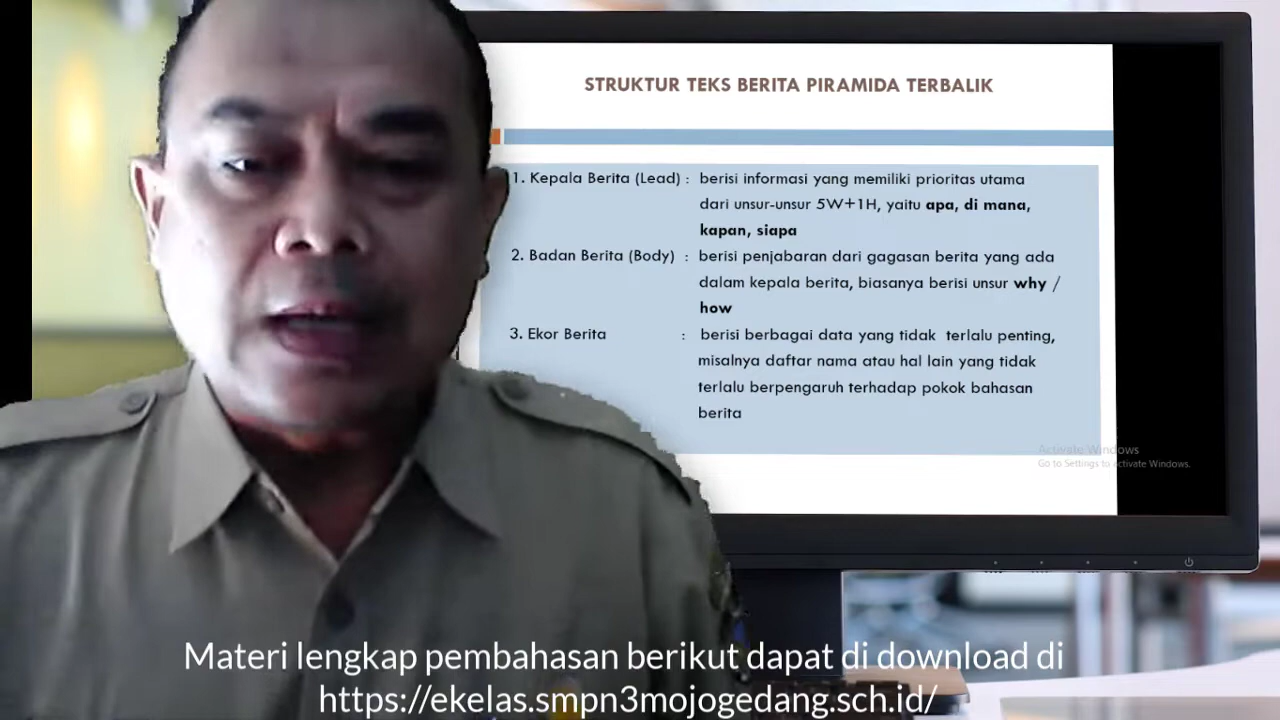 STRUKTUR TEKS BERITA PIRAMIDA TERBALIK
1. Kepala Berita (Lead) : berisi informasi yang memiliki prioritas utama
dari unsur-unsur 5W+1H, yaitu apa, di mana,
kapan, siapa
2. Badan Berita (Body) : berisi penjabaran dari gagasan berita yang ada
dalam kepala berita, biasanya berisi unsur why /
how
3. Ekor Berita : berisi berbagai data yang tidak terlalu penting,
misalnya daftar nama atau hal lain yang tidak
terlalu berpengaruh terhadap pokok bahasan
berita
Activate Windows
Go to Settings to activate Windows.
Materi lengkap pembahasan berikut dapat di download di
https://ekelas.smpn3mojogedang.sch.id/